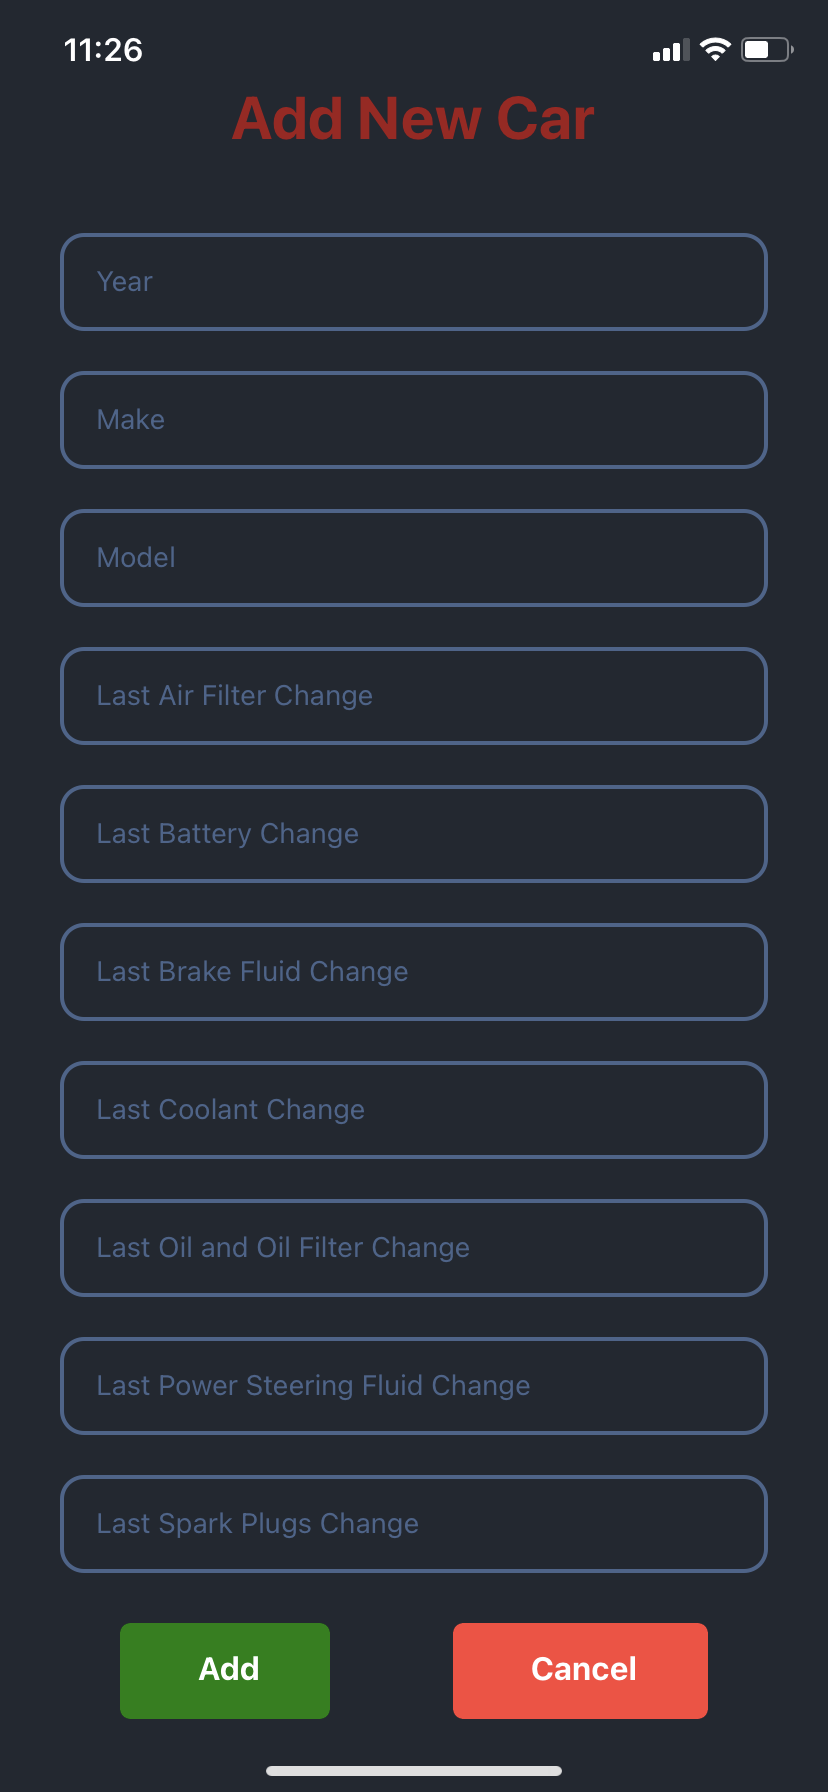 11:26
Add New Car
Year
Make
Model
Last Air Filter Change
Last Battery Change
Last Brake Fluid Change
Last Coolant Change
Last Oil and Oil Filter Change
Last Power Steering Fluid Change
Last Spark Plugs Change
Add
Cancel